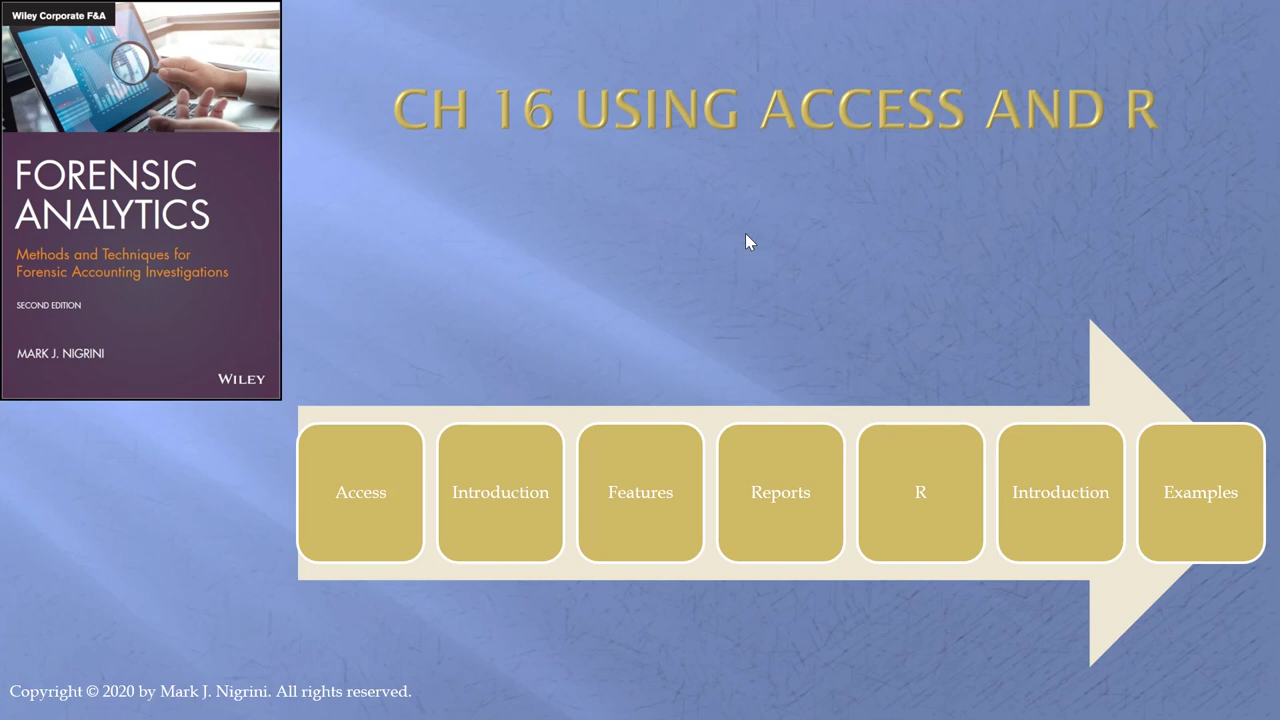 Wiley Corporate F&A
FORENSIC
ANALYTICS
Methods and Techniques for
Forensic Accounting Investigations
SECOND EDITION
MARK J. NIGRINI
WILEY
CH 16 USING ACCESS AND R
Access
Introduction
Features
Reports
R
Introduction
Examples
Copyright © 2020 by Mark J. Nigrini. All rights reserved.